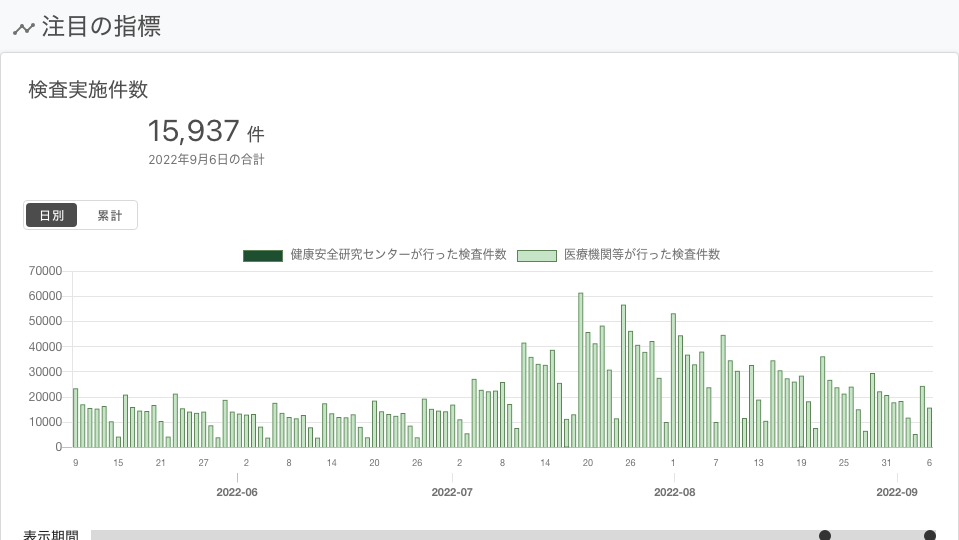 注目の指標
検査実施件数
15,937 件
2022年9月6日の合計
日別 累計
健康安全研究センターが行った検査件数 医療機関等が行った検査件数
70000
60000
50000
40000
30000
20000
10000
0
9 15 21 27 2 8 14 20 26 2 8 14 20 26 1 7 13 19 25 31 6
2022-06 2022-07 2022-08 2022-09
表示期間